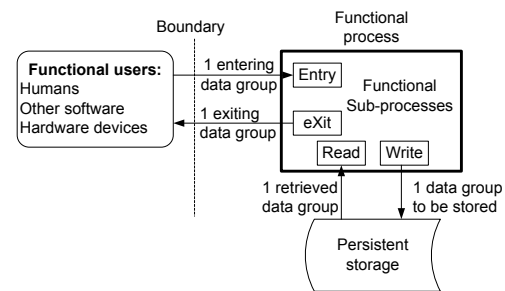 Boundary
Functional
process
Functional users:
Humans
Other software
Hardware devices
1 entering
data group
1 exiting
data group
Entry
eXit
Functional
Sub-processes
Read
Write
1 retrieved
data group
1 data group
to be stored
Persistent
storage